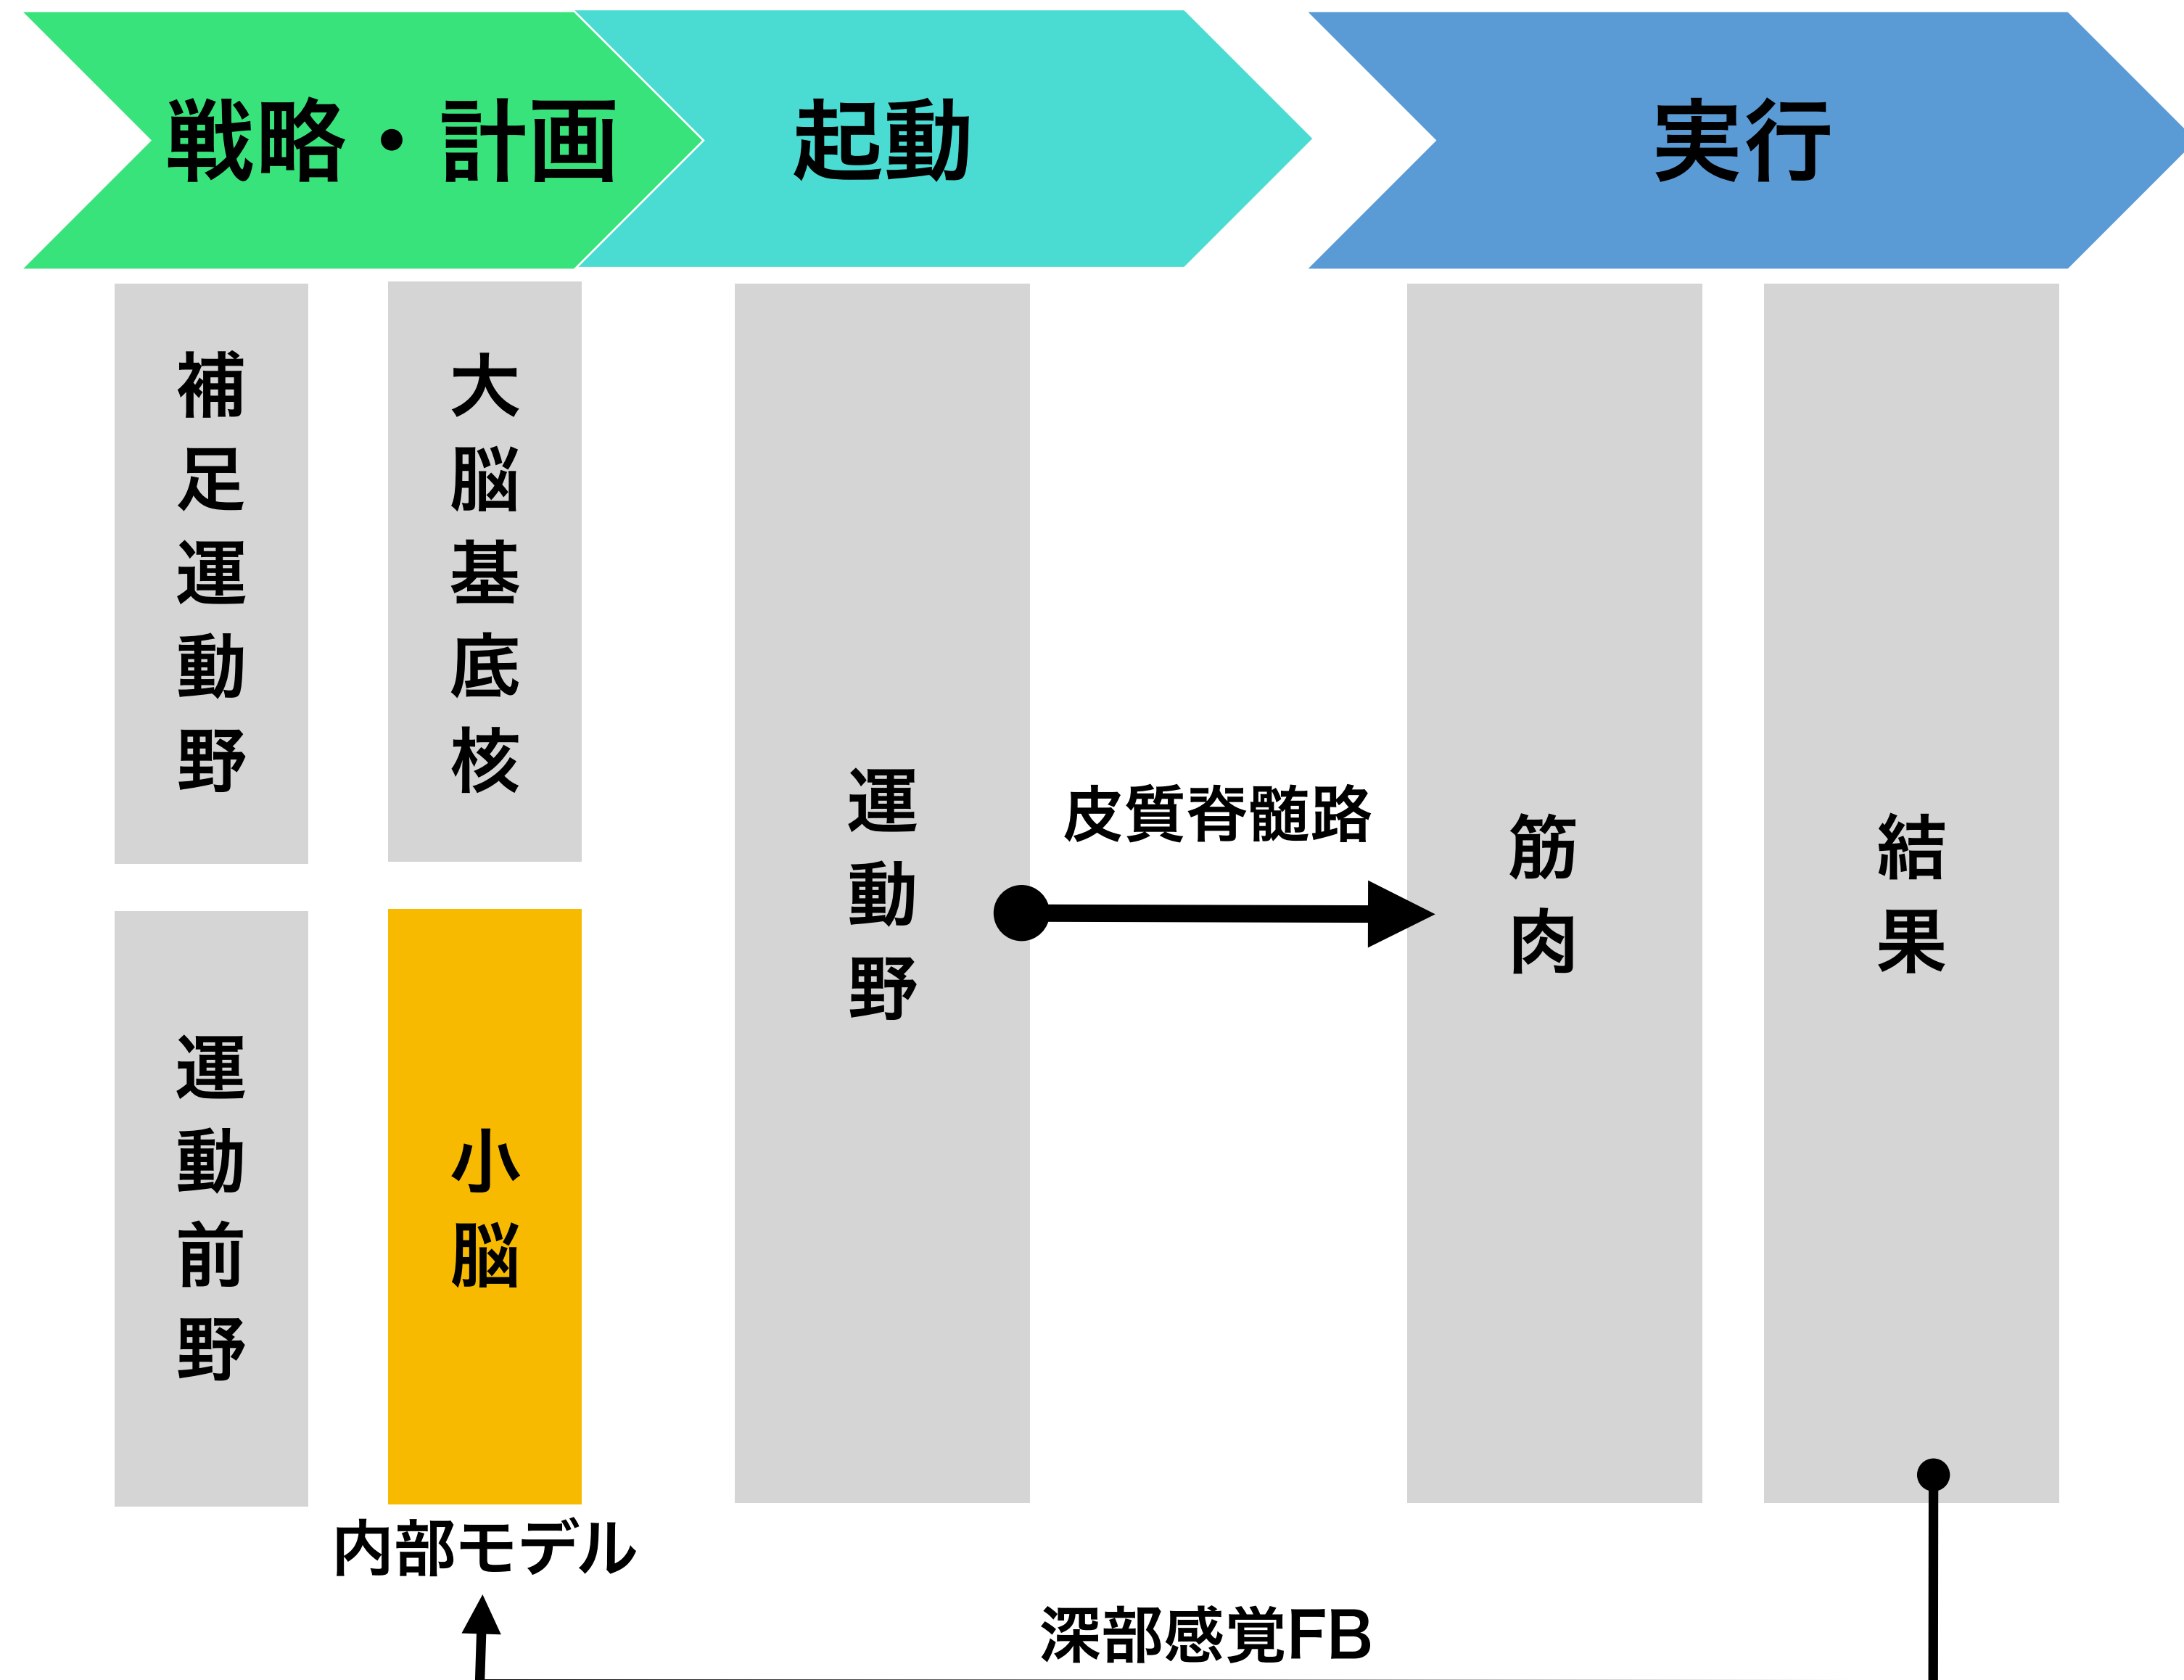 戦略・計画
起動
実行
補足運動野
大脳基底核
運動前野
小脳
運動野
皮質脊髄路
筋肉
結果
内部モデル
深部感覚FB